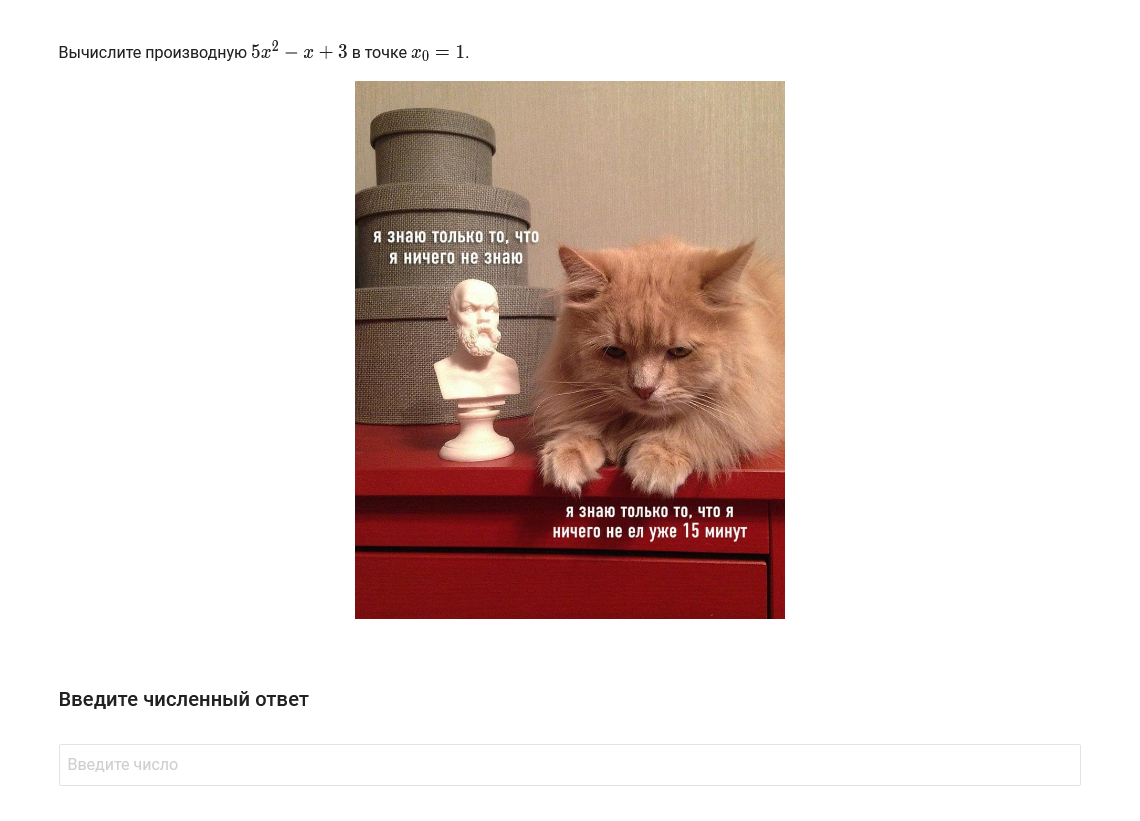 Вычислите производную 5x² − x + 3 в точке x₀ = 1.
я знаю только то, что
я ничего не знаю
я знаю только то, что я
ничего не ел уже 15 минут
Введите численный ответ
Введите число